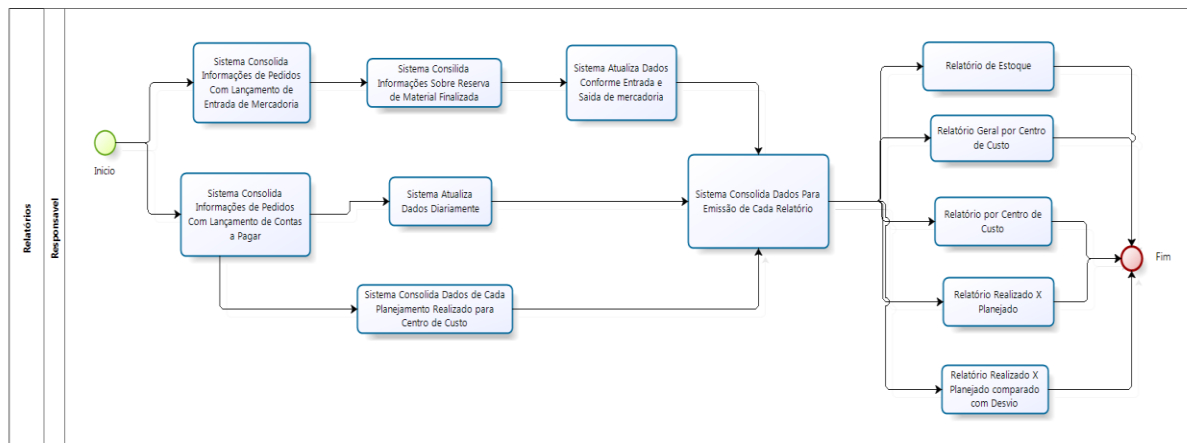 Relatórios
Responsavel
Inicio
Sistema Consolida
Informações de Pedidos
Com Lançamento de
Entrada de Mercadoria
Sistema Consilida
Informações Sobre Reserva
de Material Finalizada
Sistema Atualiza Dados
Conforme Entrada e
Saida de mercadoria
Sistema Consolida
Informações de Pedidos
Com Lançamento de Contas
a Pagar
Sistema Atualiza
Dados Diariamente
Sistema Consolida Dados de Cada
Planejamento Realizado para
Centro de Custo
Sistema Consolida Dados Para
Emissão de Cada Relatório
Relatório de Estoque
Relatório Geral por Centro
de Custo
Relatório por Centro de
Custo
Relatório Realizado X
Planejado
Relatório Realizado X
Planejado comparado
com Desvio
Fim